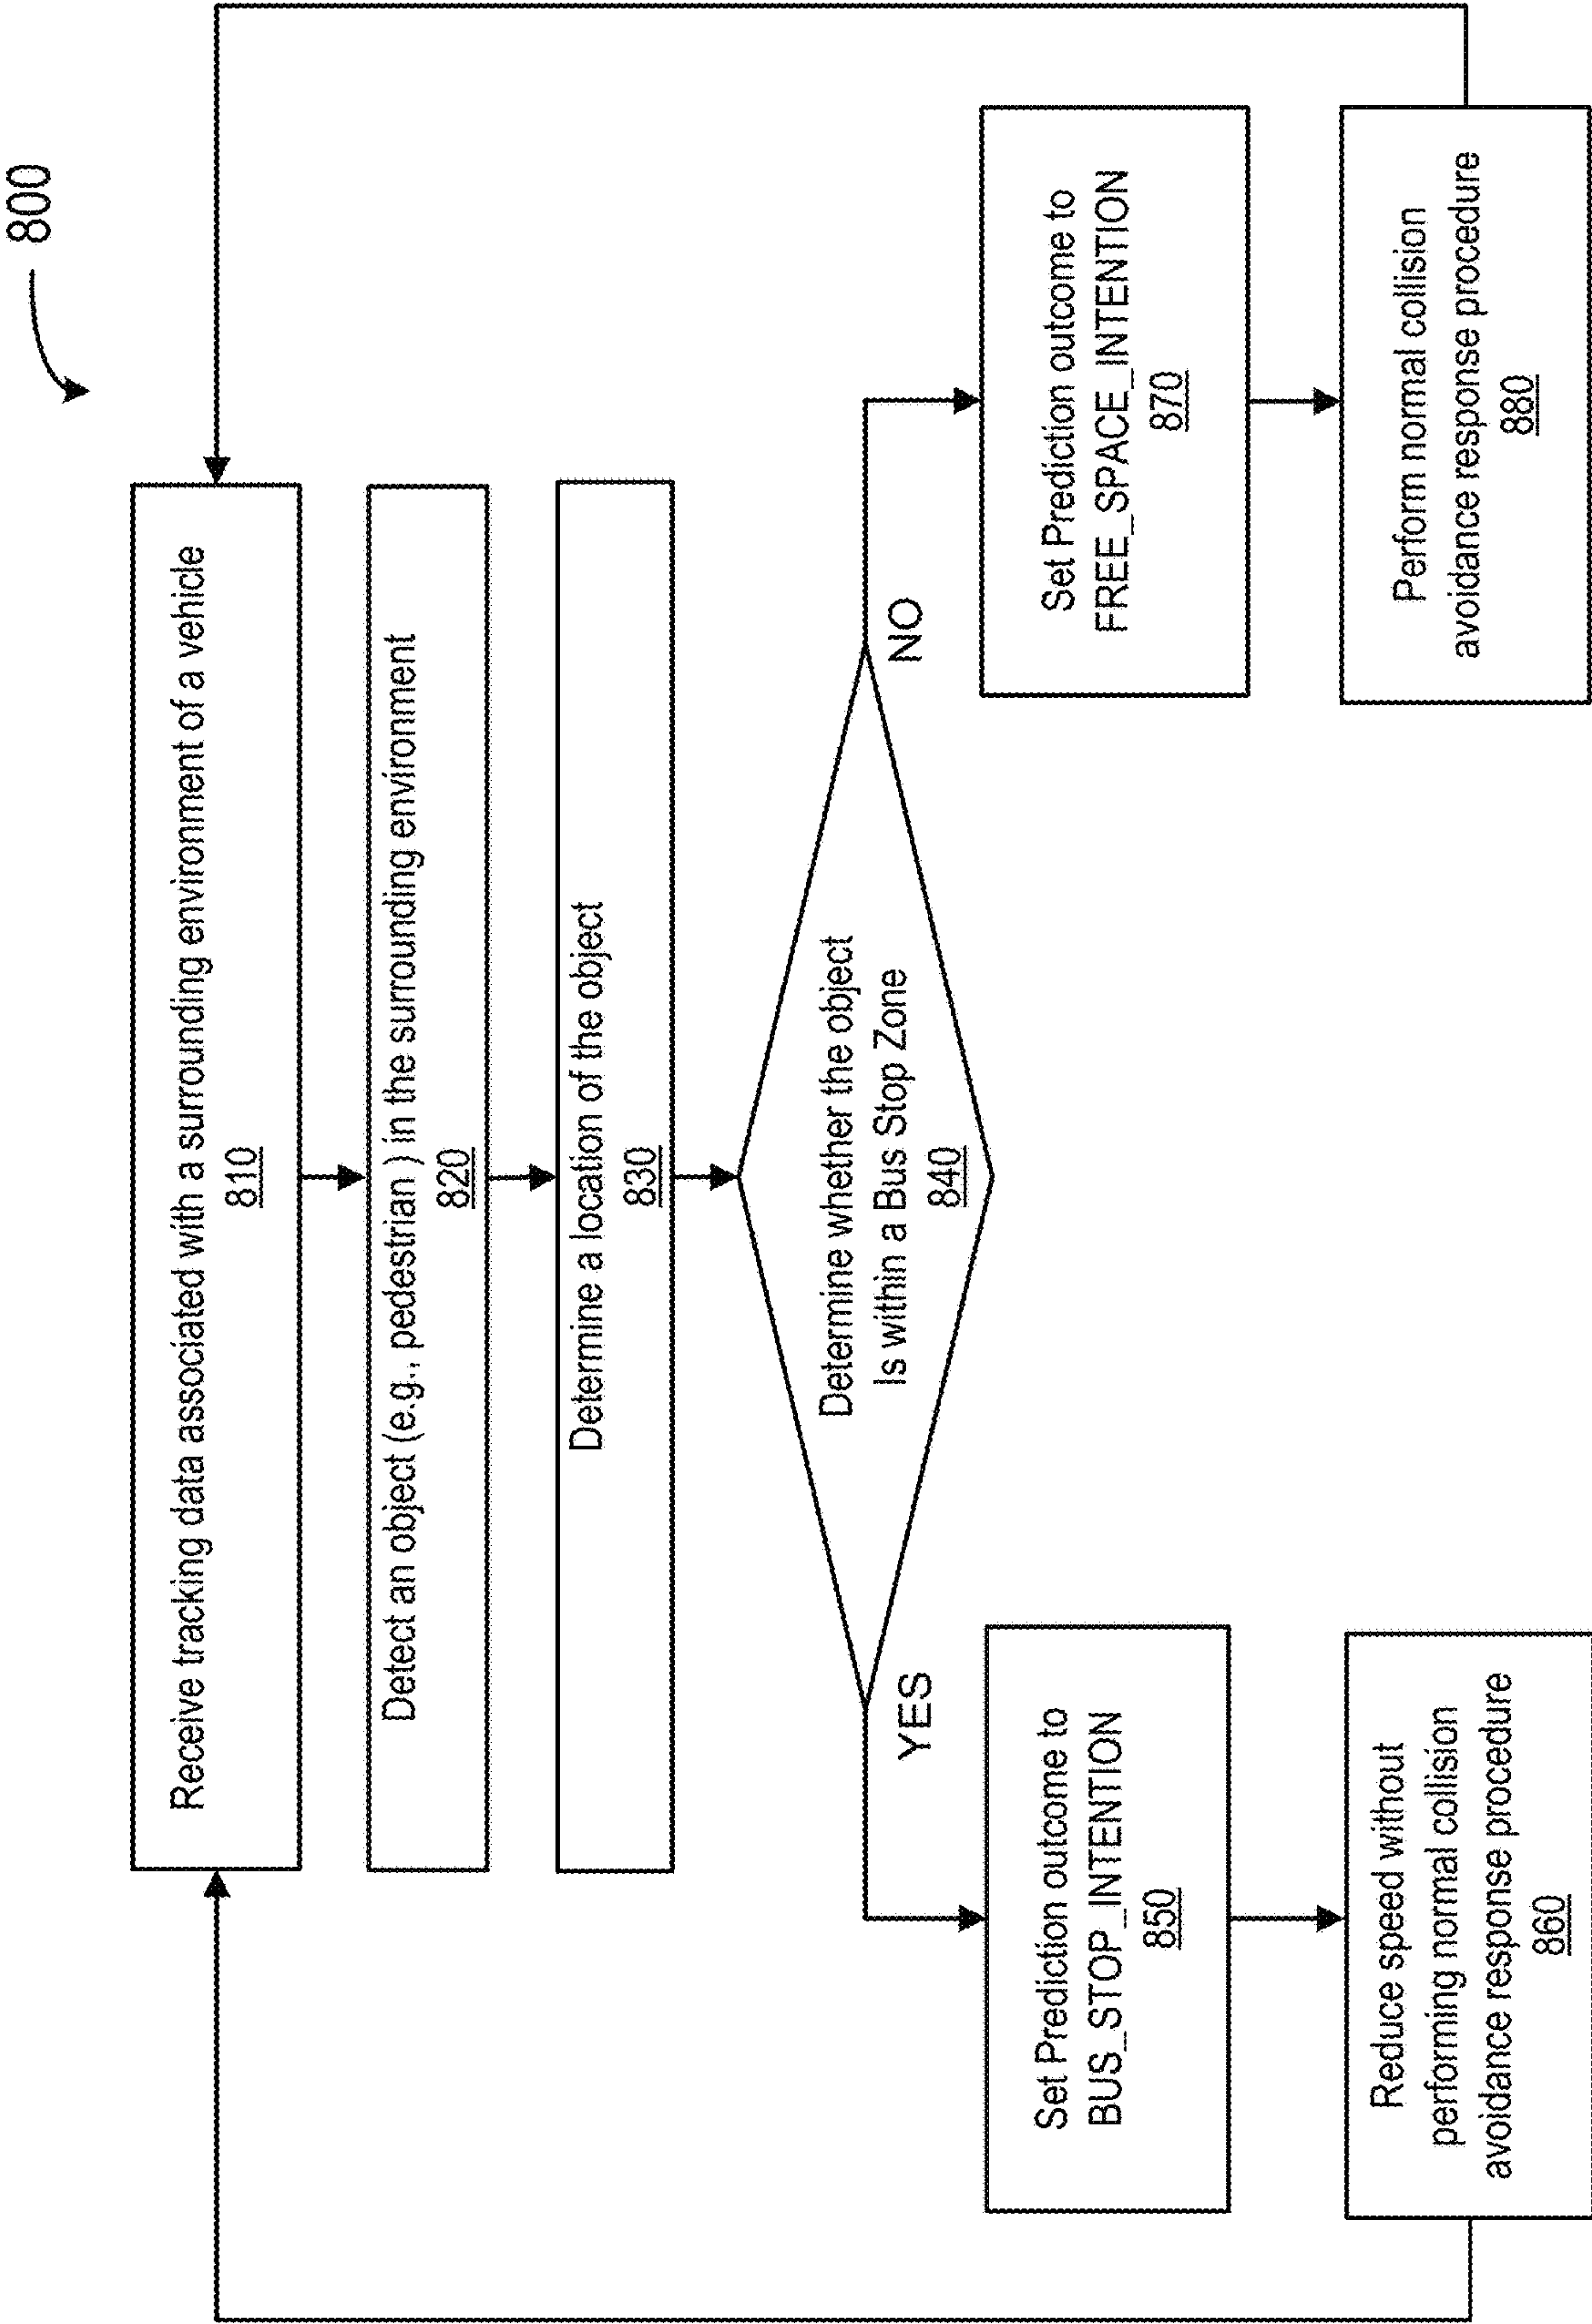 800
Receive tracking data associated with a surrounding environment of a vehicle
810
Detect an object (e.g., pedestrian ) in the surrounding environment
820
Determine a location of the object
830
Determine whether the object
Is within a Bus Stop Zone
840
YES
NO
Set Prediction outcome to
BUS_STOP_INTENTION
850
Set Prediction outcome to
FREE_SPACE_INTENTION
870
Reduce speed without
performing normal collision
avoidance response procedure
860
Perform normal collision
avoidance response procedure
880